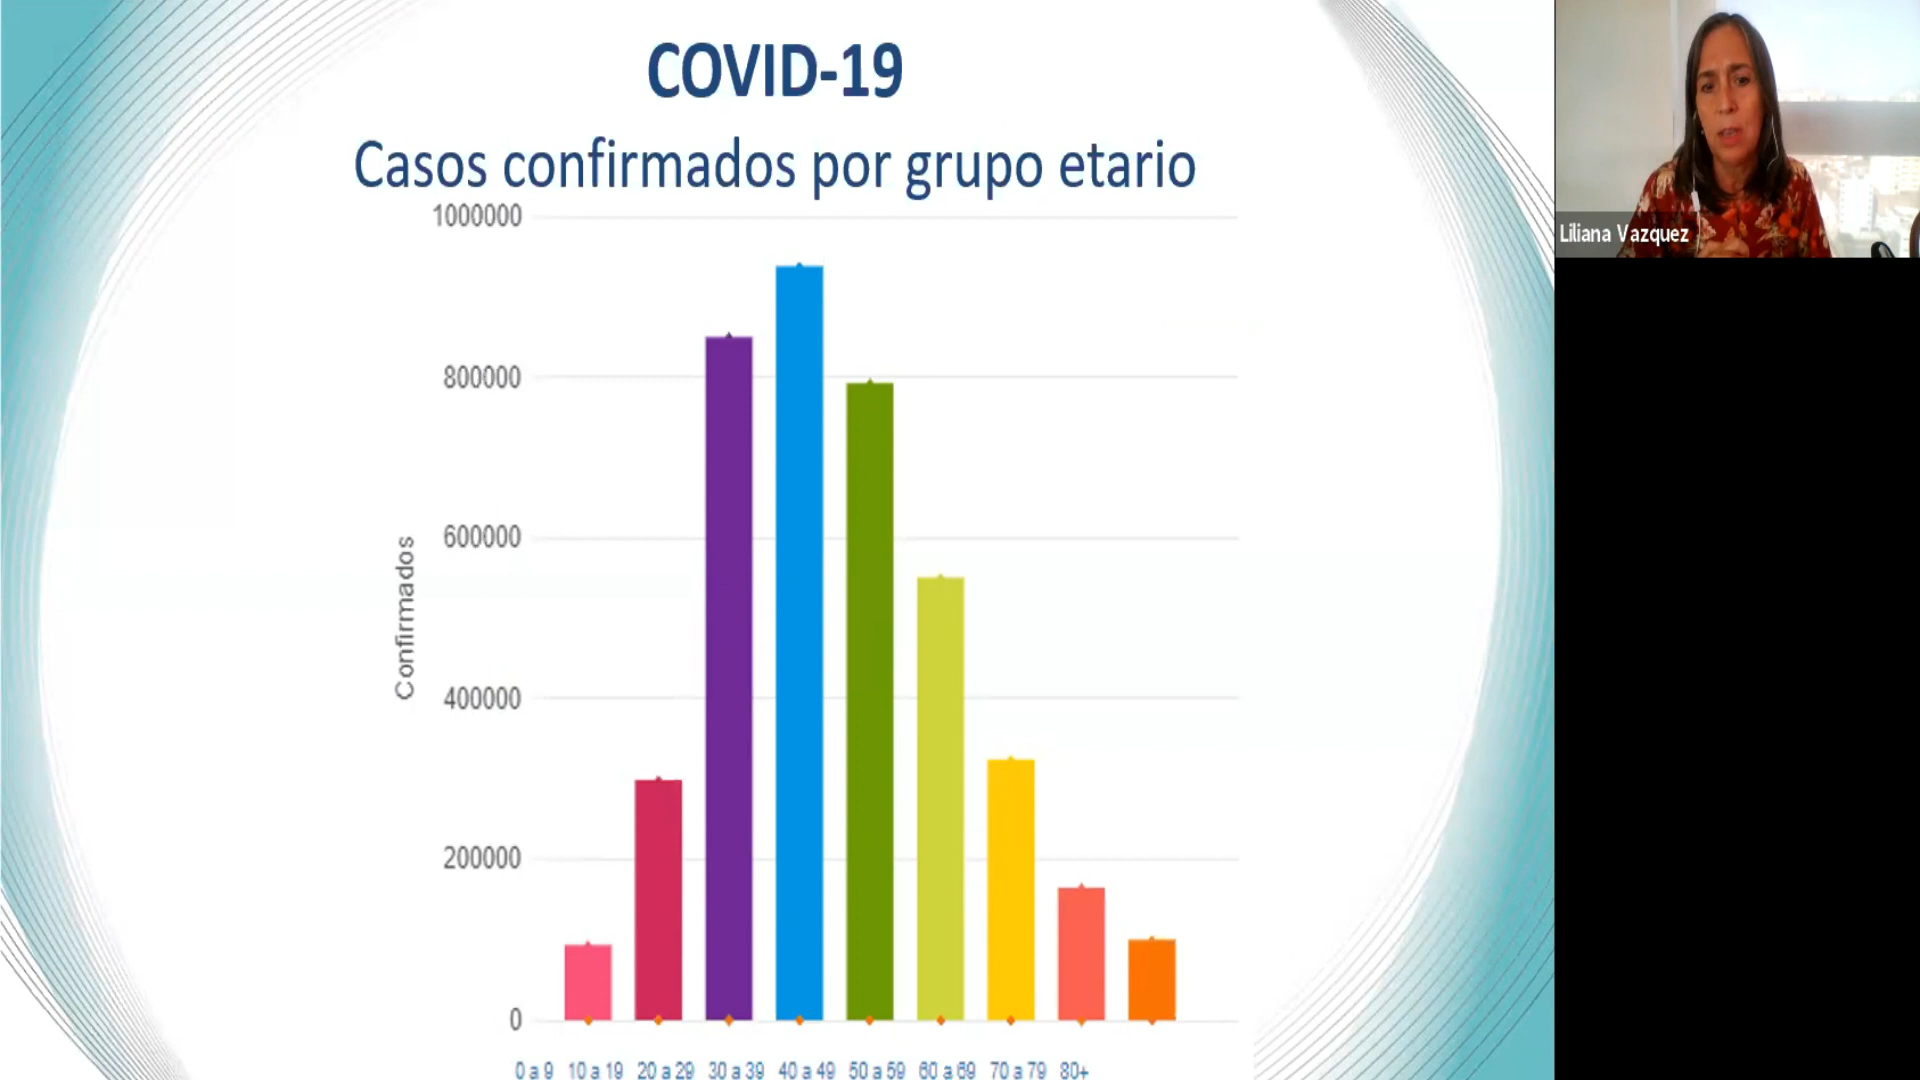 COVID-19
Casos confirmados por grupo etario
1000000
800000
600000
400000
200000
0
Confirmados
0 a 9 10 a 19 20 a 29 30 a 39 40 a 49 50 a 59 60 a 69 70 a 79 80+
Liliana Vazquez